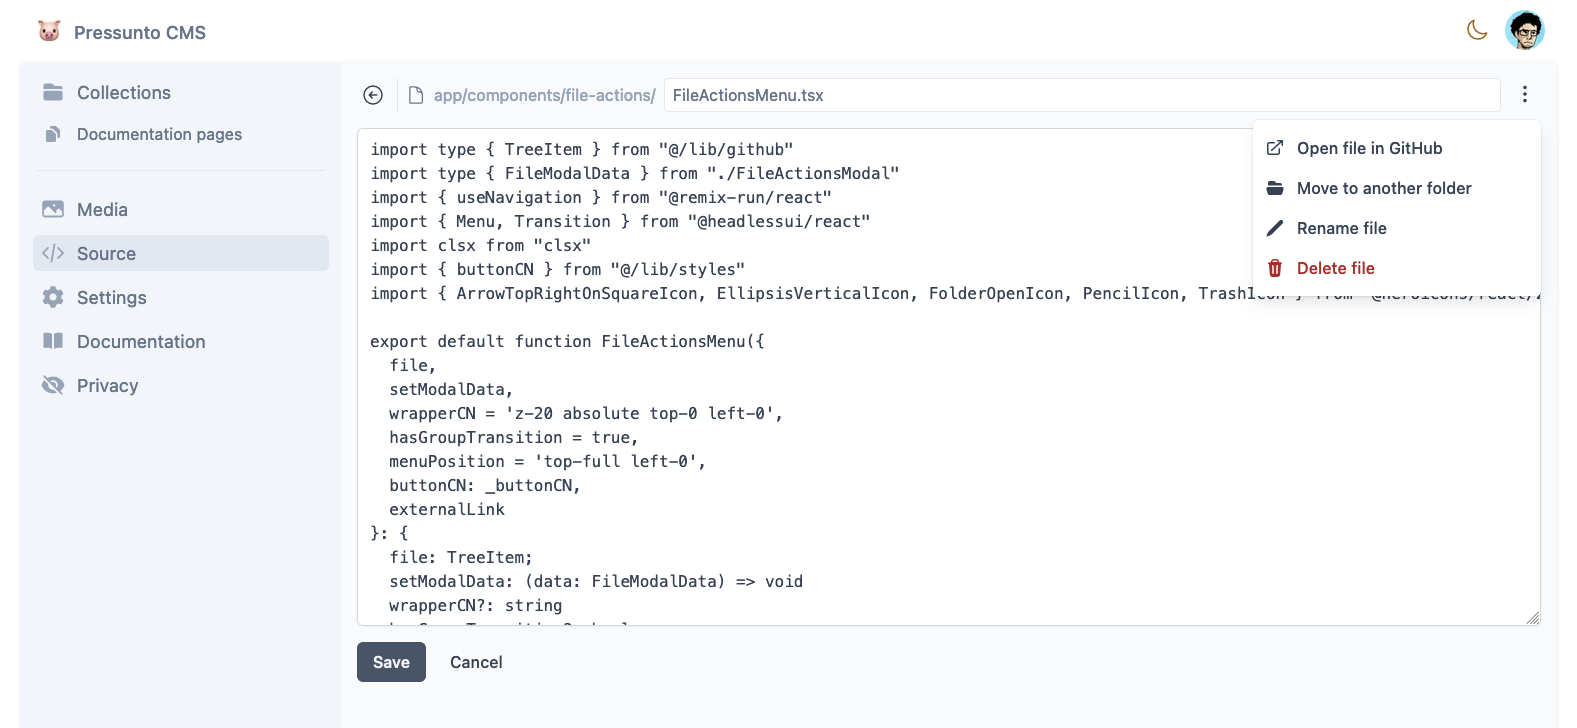 Pressunto CMS
Collections
Documentation pages
Media
Source
Settings
Documentation
Privacy
app/components/file-actions/ FileActionsMenu.tsx
Open file in GitHub
Move to another folder
Rename file
Delete file
import type { TreeItem } from "@/lib/github"
import type { FileModalData } from "./FileActionsModal"
import { useNavigation } from "@remix-run/react"
import { Menu, Transition } from "@headlessui/react"
import clsx from "clsx"
import { buttonCN } from "@/lib/styles"
import { ArrowTopRightOnSquareIcon, EllipsisVerticalIcon, FolderOpenIcon, PencilIcon, TrashIcon } from "@heroicons/react/2
export default function FileActionsMenu({
  file,
  setModalData,
  wrapperCN = 'z-20 absolute top-0 left-0',
  hasGroupTransition = true,
  menuPosition = 'top-full left-0',
  buttonCN: _buttonCN,
  externalLink
}: {
  file: TreeItem;
  setModalData: (data: FileModalData) => void
  wrapperCN?: string
Save
Cancel